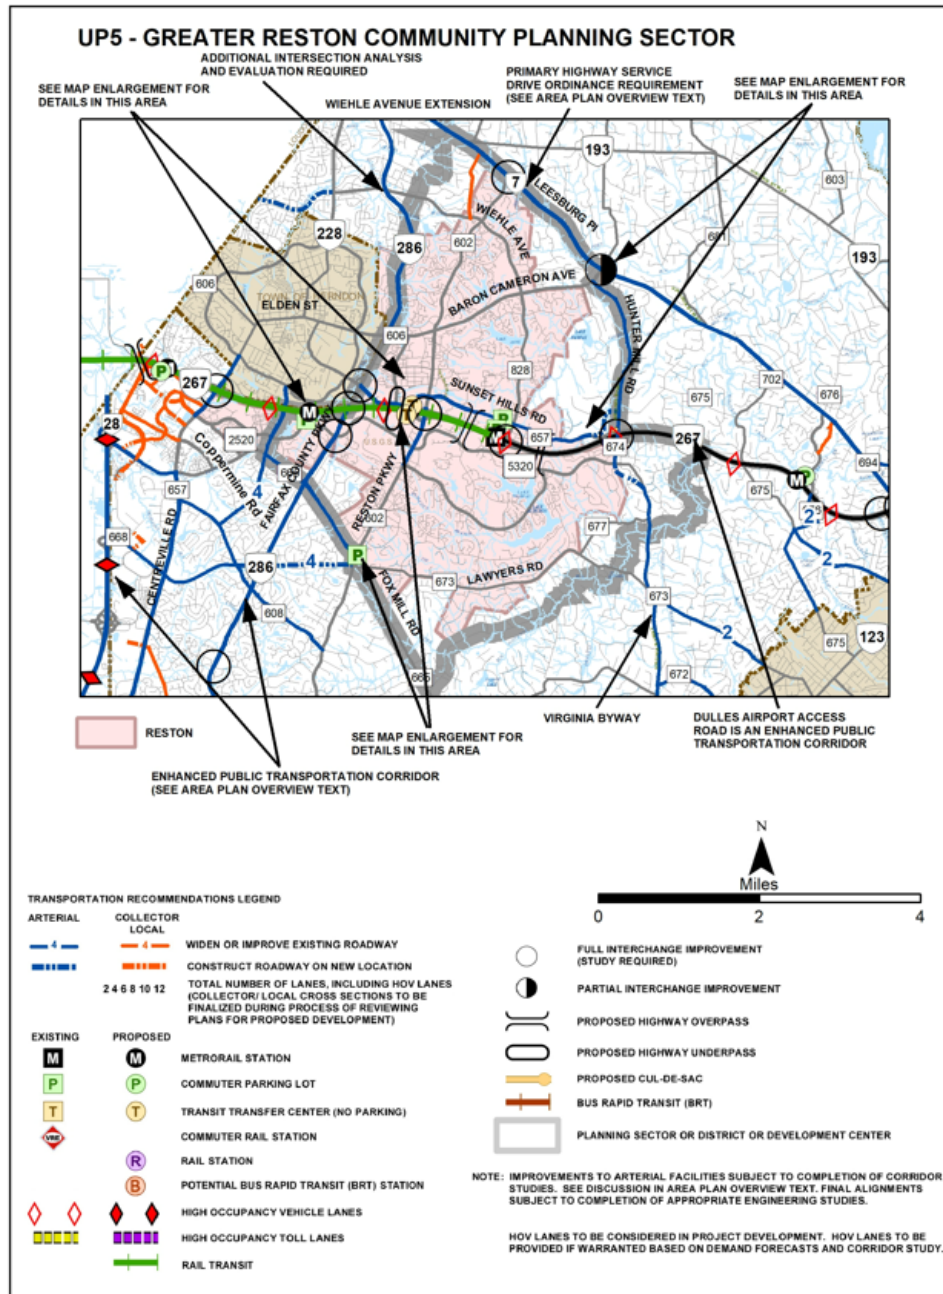 UP5 - GREATER RESTON COMMUNITY PLANNING SECTOR
ADDITIONAL INTERSECTION ANALYSIS
AND EVALUATION REQUIRED
SEE MAP ENLARGEMENT FOR
DETAILS IN THIS AREA
WIEHLE AVENUE EXTENSION
PRIMARY HIGHWAY SERVICE
DRIVE ORDINANCE REQUIREMENT
(SEE AREA PLAN OVERVIEW TEXT)
SEE MAP ENLARGEMENT FOR
DETAILS IN THIS AREA
193
7
LEESBURG PI
603
WIEHLE AVE
228
286
602
681
193
606
TOWN OF HERNDON
ELDEN ST
BARON CAMERON AVE
HUNTER MILL RD
606
P
267
828
702
676
SUNSET HILLS RD
675
M
T
P
28
2520
657
674
267
Coppermine Rd
FAIRFAX COUNTY PKWY
RESTON PKWY
5320
M
P
694
675
4
657
602
677
2
668
CENTREVILLE RD
286
4
P
2
FOX MILL RD
673
LAWYERS RD
608
673
2
675
123
665
672
RESTON
SEE MAP ENLARGEMENT FOR
DETAILS IN THIS AREA
VIRGINIA BYWAY
DULLES AIRPORT ACCESS
ROAD IS AN ENHANCED PUBLIC
TRANSPORTATION CORRIDOR
ENHANCED PUBLIC TRANSPORTATION CORRIDOR
(SEE AREA PLAN OVERVIEW TEXT)
N
Miles
0 2 4
TRANSPORTATION RECOMMENDATIONS LEGEND
ARTERIAL COLLECTOR
LOCAL
4 4 WIDEN OR IMPROVE EXISTING ROADWAY
CONSTRUCT ROADWAY ON NEW LOCATION
2 4 6 8 10 12 TOTAL NUMBER OF LANES, INCLUDING HOV LANES
(COLLECTOR/ LOCAL CROSS SECTIONS TO BE
FINALIZED DURING PROCESS OF REVIEWING
PLANS FOR PROPOSED DEVELOPMENT)
EXISTING PROPOSED
M M METRORAIL STATION
P P COMMUTER PARKING LOT
T T TRANSIT TRANSFER CENTER (NO PARKING)
VRE COMMUTER RAIL STATION
R RAIL STATION
B POTENTIAL BUS RAPID TRANSIT (BRT) STATION
HIGH OCCUPANCY VEHICLE LANES
HIGH OCCUPANCY TOLL LANES
RAIL TRANSIT
FULL INTERCHANGE IMPROVEMENT
(STUDY REQUIRED)
PARTIAL INTERCHANGE IMPROVEMENT
PROPOSED HIGHWAY OVERPASS
PROPOSED HIGHWAY UNDERPASS
PROPOSED CUL-DE-SAC
BUS RAPID TRANSIT (BRT)
PLANNING SECTOR OR DISTRICT OR DEVELOPMENT CENTER
NOTE: IMPROVEMENTS TO ARTERIAL FACILITIES SUBJECT TO COMPLETION OF CORRIDOR
STUDIES. SEE DISCUSSION IN AREA PLAN OVERVIEW TEXT. FINAL ALIGNMENTS
SUBJECT TO COMPLETION OF APPROPRIATE ENGINEERING STUDIES.
HOV LANES TO BE CONSIDERED IN PROJECT DEVELOPMENT. HOV LANES TO BE
PROVIDED IF WARRANTED BASED ON DEMAND FORECASTS AND CORRIDOR STUDY.